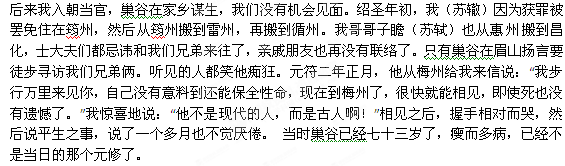 后来我入朝当官，巢谷在家乡谋生，我们没有机会见面。绍圣年初，我（苏辙）因为获罪被
罢免住在筠州，然后从筠州搬到雷州，再搬到循州。我哥哥子瞻（苏轼）也从惠州搬到昌
化，士大夫们都忌讳和我们兄弟来往了，亲戚朋友也再没有联络了。只有巢谷在眉山扬言要
徒步寻访我们兄弟俩。听见的人都笑他痴狂。元符二年正月，他从梅州给我来信说：“我步
行万里来见你，自己没有意料到还能保全性命，现在到梅州了，很快就能相见，即使死也没
有遗憾了。”我惊喜地说：“他不是现代的人，而是古人啊！”相见之后，握手相对而哭，然
后说平生之事，说了一个多月也不觉厌倦。 当时巢谷已经七十三岁了，瘦而多病，已经不
是当日的那个元修了。